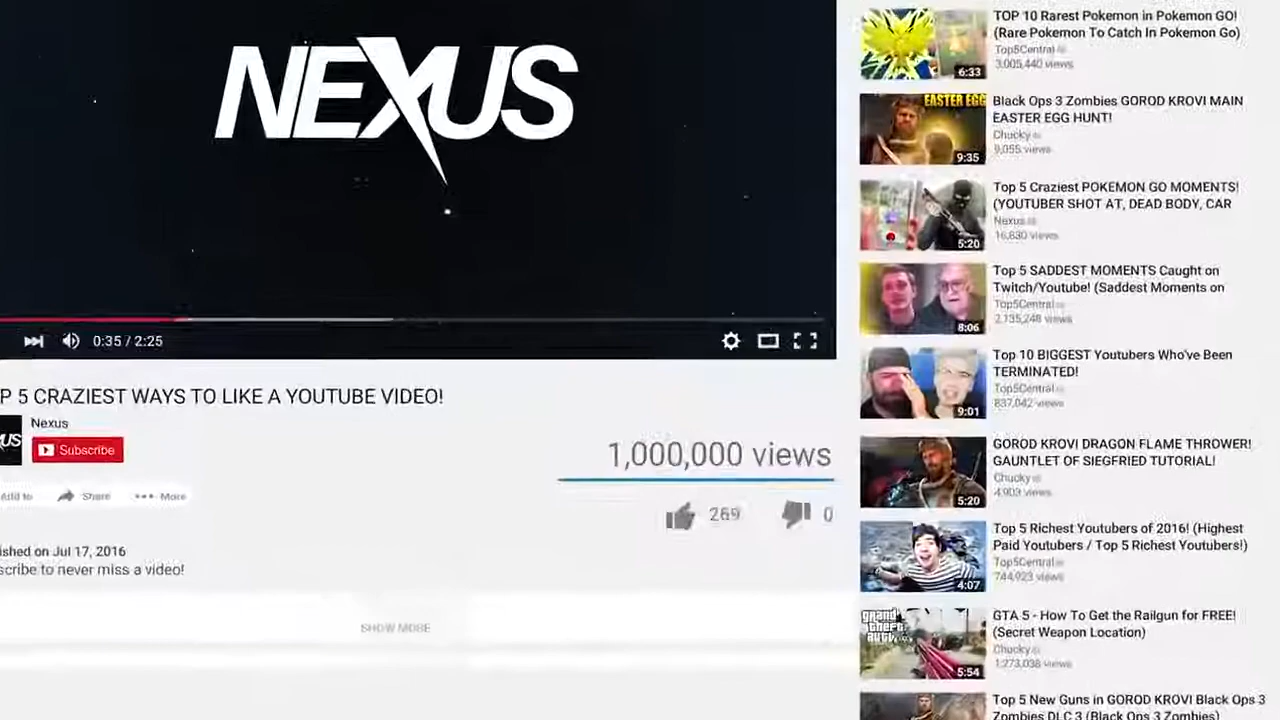 NEXUS
0:35 / 2:25
P 5 CRAZIEST WAYS TO LIKE A YOUTUBE VIDEO!
US
Nexus
Subscribe
1,000,000 views
Add to
Share
More
269
0
ished on Jul 17, 2016
scribe to never miss a video!
SHOW MORE
TOP 10 Rarest Pokemon in Pokemon GO!
(Rare Pokemon To Catch In Pokemon Go)
Top5Central
3,005,440 views
6:33
EASTER EGG
Black Ops 3 Zombies GOROD KROVI MAIN
EASTER EGG HUNT!
Chucky
9,055 views
9:35
Top 5 Craziest POKEMON GO MOMENTS!
(YOUTUBER SHOT AT, DEAD BODY, CAR
Nexus
16,830 views
5:20
Top 5 SADDEST MOMENTS Caught on
Twitch/Youtube! (Saddest Moments on
Top5Central
2,135,248 views
8:06
Top 10 BIGGEST Youtubers Who've Been
TERMINATED!
Top5Central
837,042 views
9:01
GOROD KROVI DRAGON FLAME THROWER!
GAUNTLET OF SIEGFRIED TUTORIAL!
Chucky
4,903 views
5:20
Top 5 Richest Youtubers of 2016! (Highest
Paid Youtubers / Top 5 Richest Youtubers!)
Top5Central
744,923 views
4:07
grand
theft
auto
GTA 5 - How To Get the Railgun for FREE!
(Secret Weapon Location)
Chucky
1,273,038 views
5:54
Top 5 New Guns in GOROD KROVI Black Ops 3
Zombies DLC 3 (Black Ops 3 Zombies)